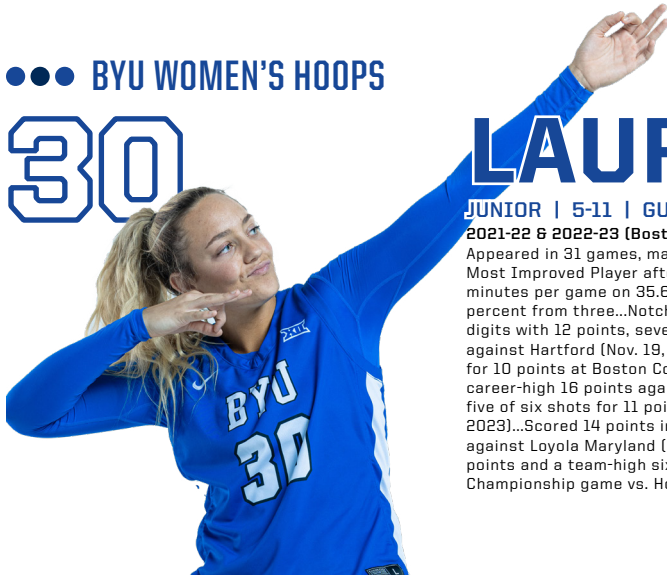 BYU WOMEN'S HOOPS
30
LAUR
JUNIOR | 5-11 | GU
2021-22 & 2022-23 (Bost
Appeared in 31 games, ma
Most Improved Player afte
minutes per game on 35.6
percent from three...Notch
digits with 12 points, seve
against Hartford (Nov. 19,
for 10 points at Boston Co
career-high 16 points aga
five of six shots for 11 poi
2023)...Scored 14 points in
against Loyola Maryland (
points and a team-high six
Championship game vs. Ho
XII
BYU
30
L